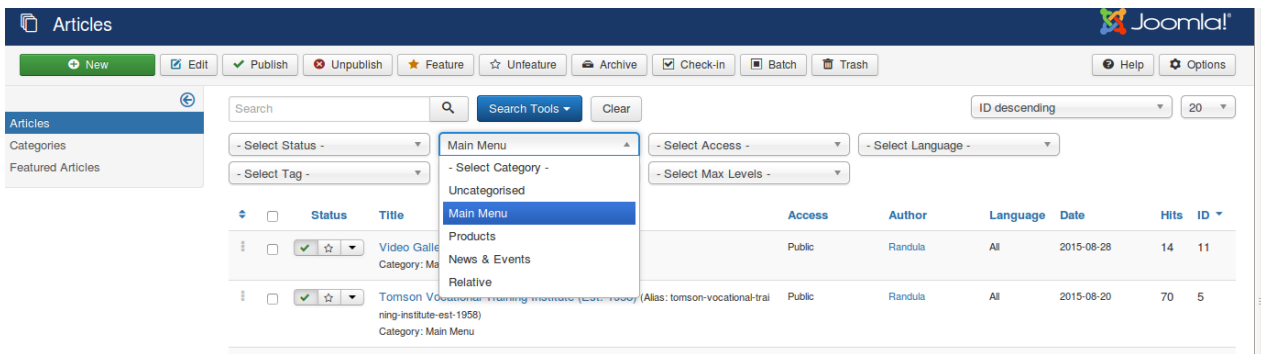 Articles
Joomla!®
New Edit Publish Unpublish Feature Unfeature Archive Check-in Batch Trash Help Options
Search Search Tools Clear ID descending 20
Articles
Categories
Featured Articles
- Select Status - Main Menu - Select Access - - Select Language -
- Select Tag - - Select Max Levels -
- Select Category -
Uncategorised
Main Menu
Products
News & Events
Relative
Status Title Access Author Language Date Hits ID
Video Galle Public Randula All 2015-08-28 14 11
Category: Ma
Tomson Vocational Training Institute (Est. 1958) (Alias: tomson-vocational-trai Public Randula All 2015-08-20 70 5
ning-institute-est-1958)
Category: Main Menu